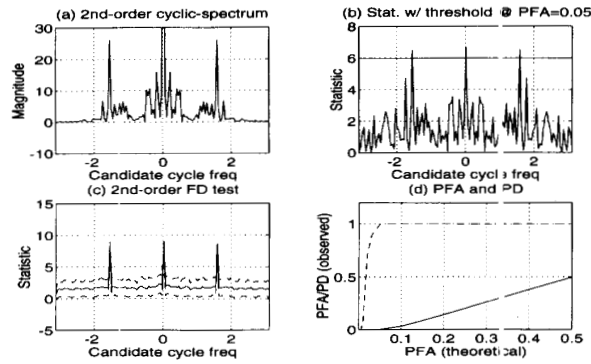 (a) 2nd-order cyclic-spectrum
30
20
10
0
-10
Magnitude
-2 0 2
Candidate cycle freq
(b) Stat. w/ threshold @ PFA=0.05
8
6
4
2
0
Statistic
-2 0 2
Candidate cycle freq
(c) 2nd-order FD test
15
10
5
0
-5
Statistic
-2 0 2
Candidate cycle freq
(d) PFA and PD
1
0.5
0
PFA/PD (observed)
0 0.1 0.2 0.3 0.4 0.5
PFA (theoretical)